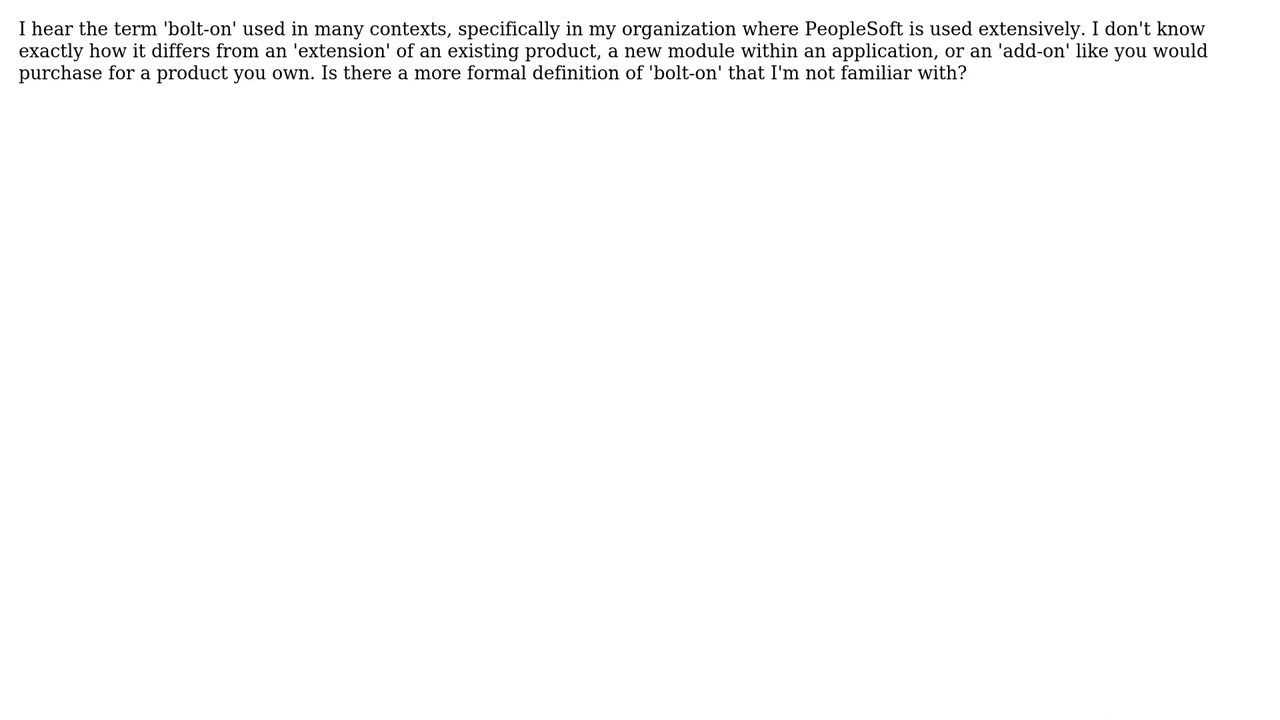 I hear the term 'bolt-on' used in many contexts, specifically in my organization where PeopleSoft is used extensively. I don't know
exactly how it differs from an 'extension' of an existing product, a new module within an application, or an 'add-on' like you would
purchase for a product you own. Is there a more formal definition of 'bolt-on' that I'm not familiar with?